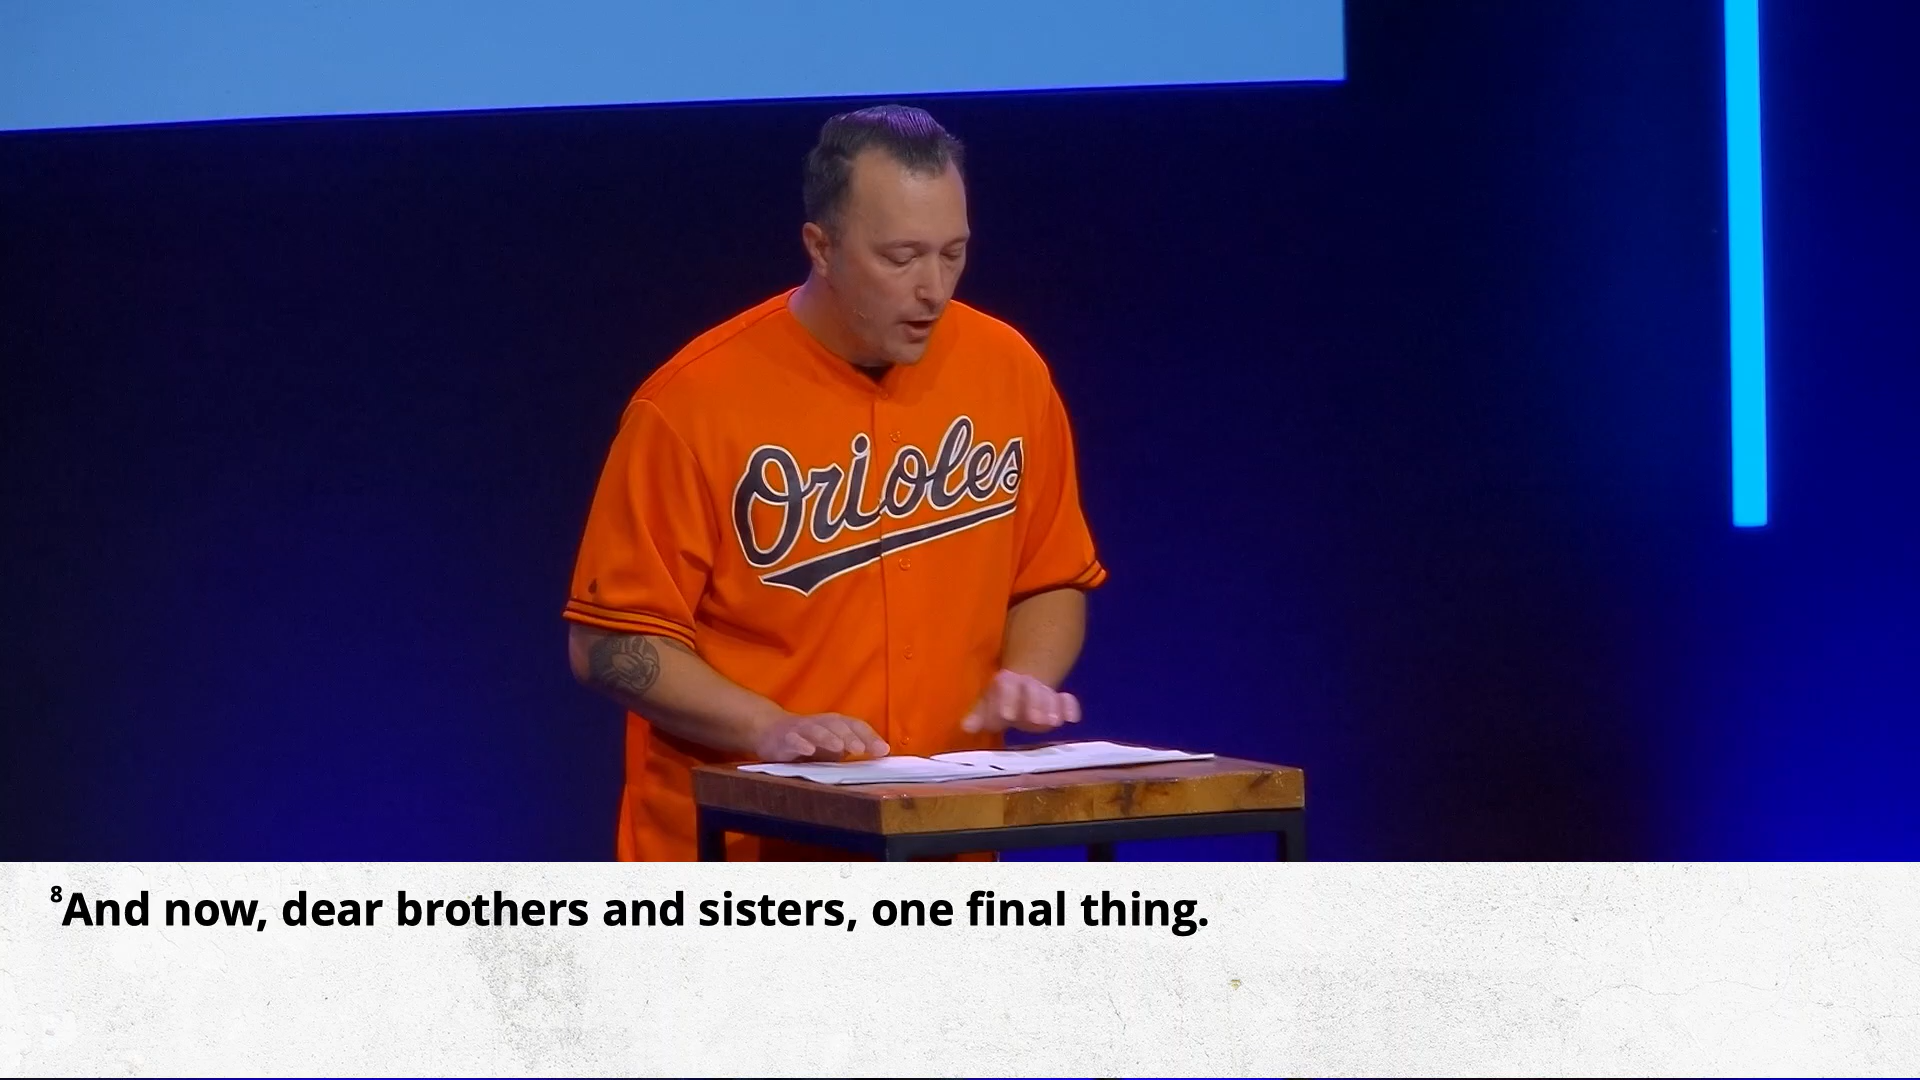 Orioles
⁸And now, dear brothers and sisters, one final thing.